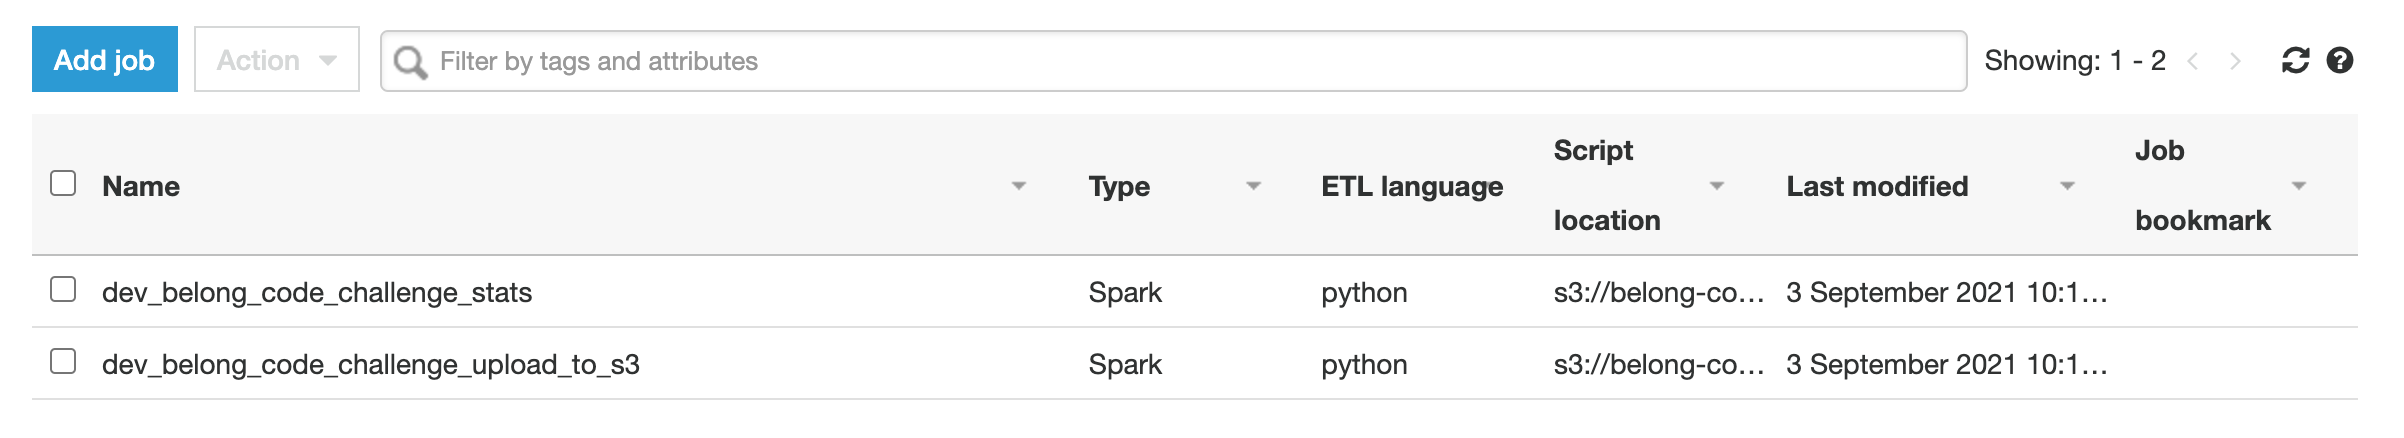 Add job Action Filter by tags and attributes Showing: 1 - 2
Name Type ETL language Script location Last modified Job bookmark
dev_belong_code_challenge_stats Spark python s3://belong-co... 3 September 2021 10:1...
dev_belong_code_challenge_upload_to_s3 Spark python s3://belong-co... 3 September 2021 10:1...